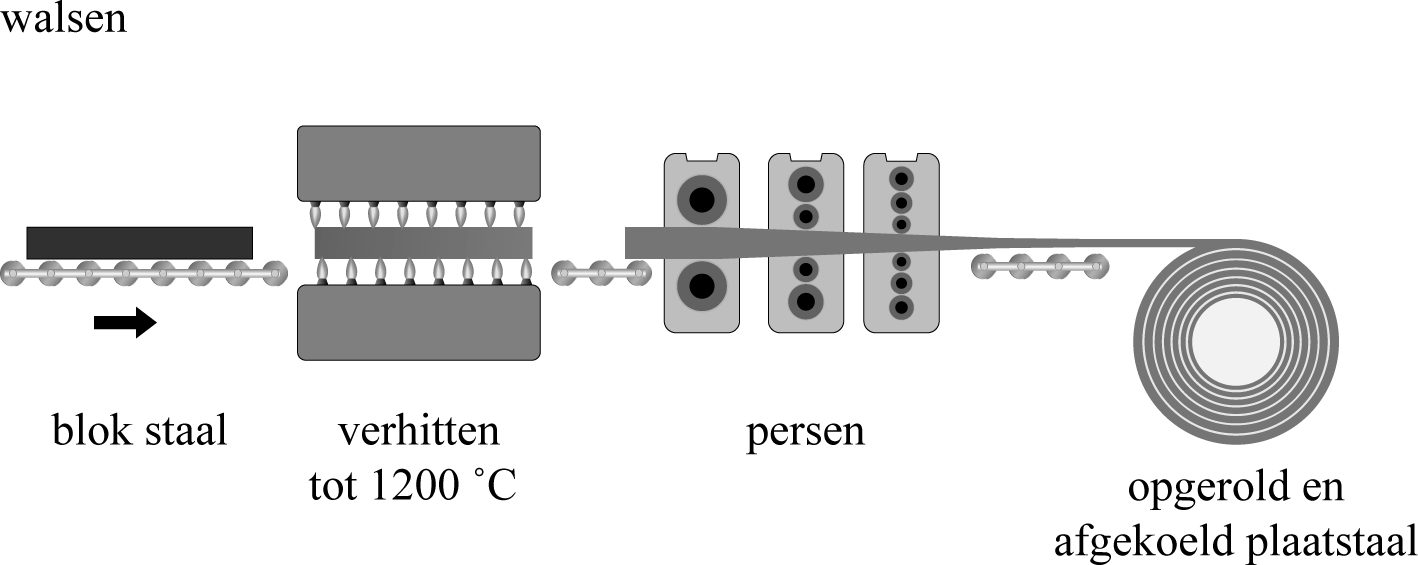 walsen
blok staal
verhitten
tot 1200 ˚C
persen
opgerold en
afgekoeld plaatstaal